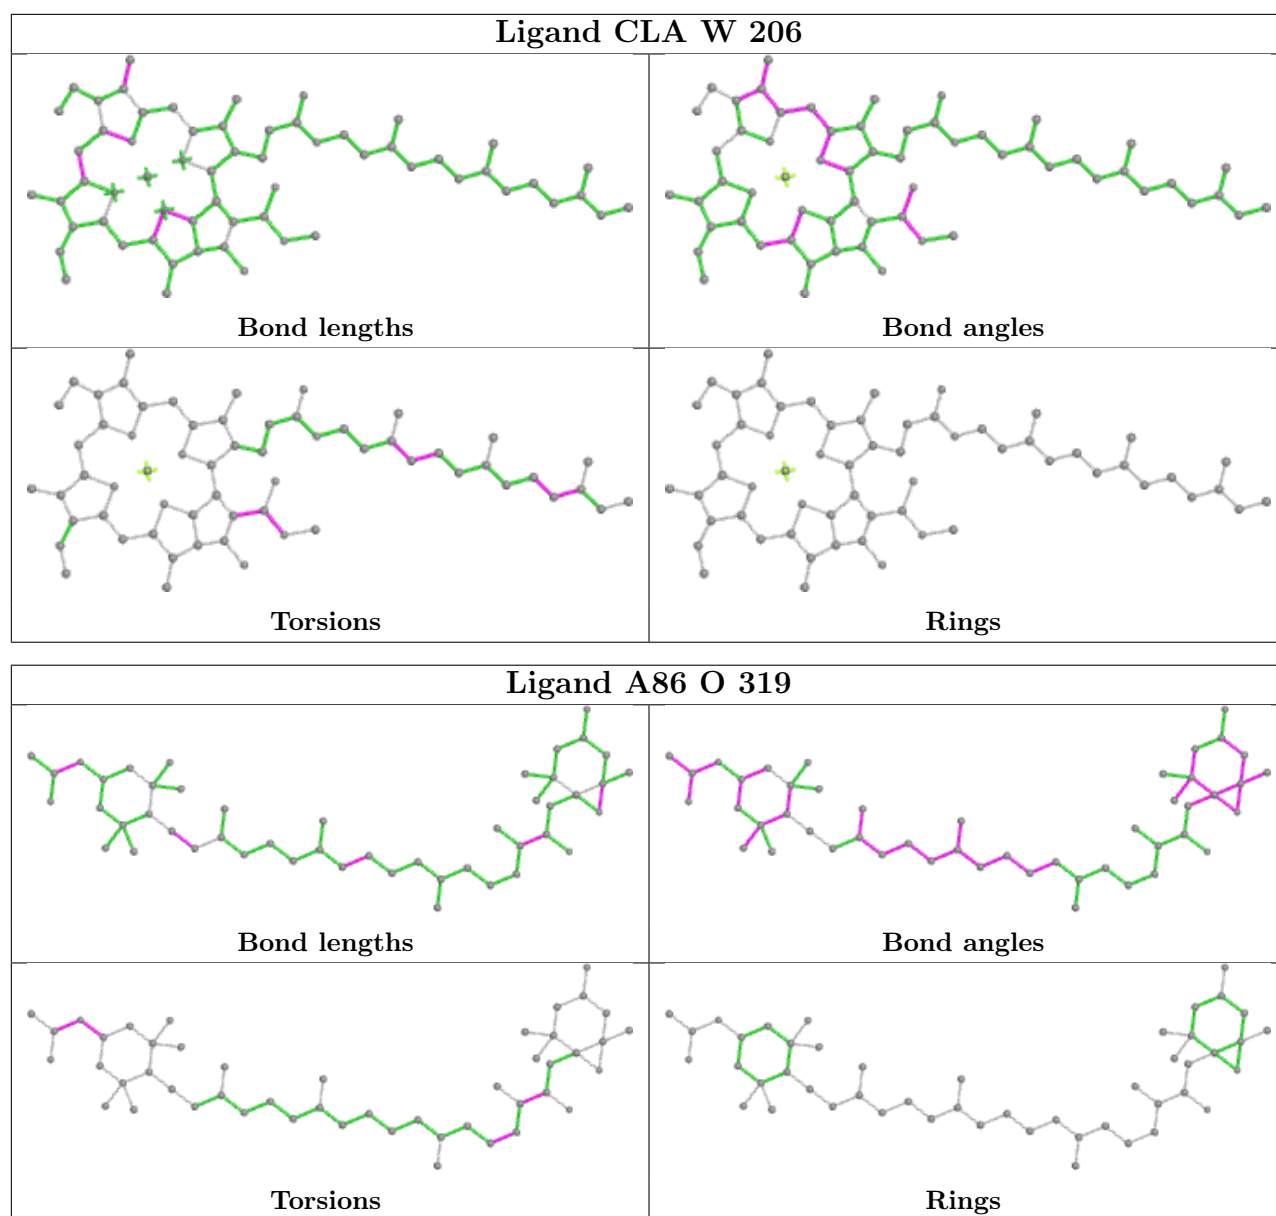 Ligand CLA W 206
Bond lengths
Bond angles
Torsions
Rings
Ligand A86 O 319
Bond lengths
Bond angles
Torsions
Rings